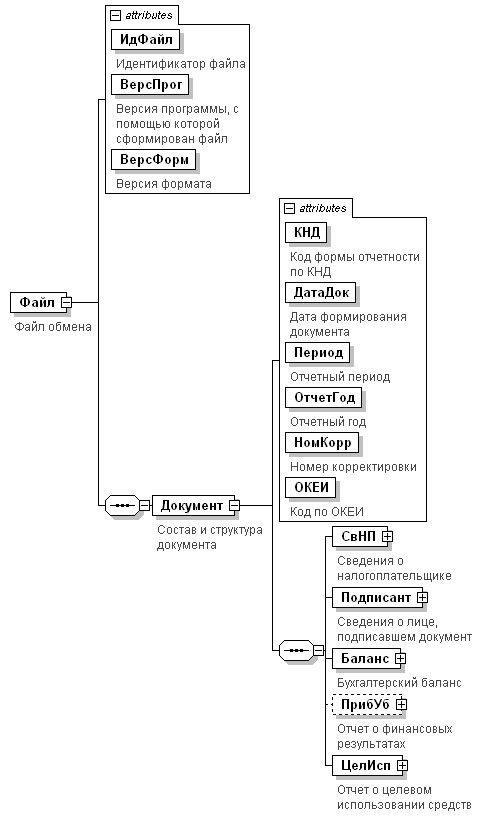 attributes
ИдФайл
Идентификатор файла
ВерсПрог
Версия программы, с
помощью которой
сформирован файл
ВерсФорм
Версия формата
Файл
Файл обмена
attributes
КНД
Код формы отчетности
по КНД
ДатаДок
Дата формирования
документа
Период
Отчетный период
ОтчетГод
Отчетный год
НомКорр
Номер корректировки
ОКЕИ
Код по ОКЕИ
Документ
Состав и структура
документа
СвНП
Сведения о
налогоплательщике
Подписант
Сведения о лице,
подписавшем документ
Баланс
Бухгалтерский баланс
ПрибУб
Отчет о финансовых
результатах
ЦелИсп
Отчет о целевом
использовании средств